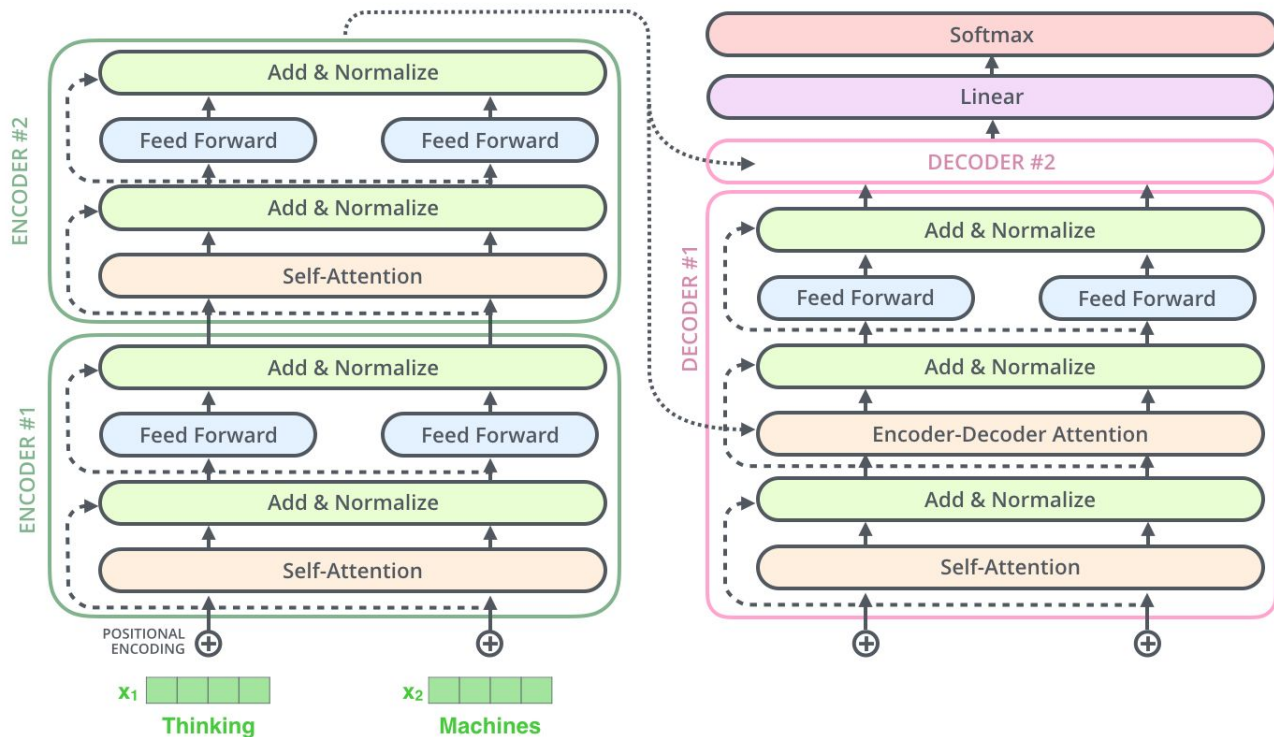 ENCODER #2
Add & Normalize
Feed Forward
Feed Forward
Add & Normalize
Self-Attention
ENCODER #1
Add & Normalize
Feed Forward
Feed Forward
Add & Normalize
Self-Attention
POSITIONAL
ENCODING
x₁
x₂
Thinking
Machines
Softmax
Linear
DECODER #2
DECODER #1
Add & Normalize
Feed Forward
Feed Forward
Add & Normalize
Encoder-Decoder Attention
Add & Normalize
Self-Attention